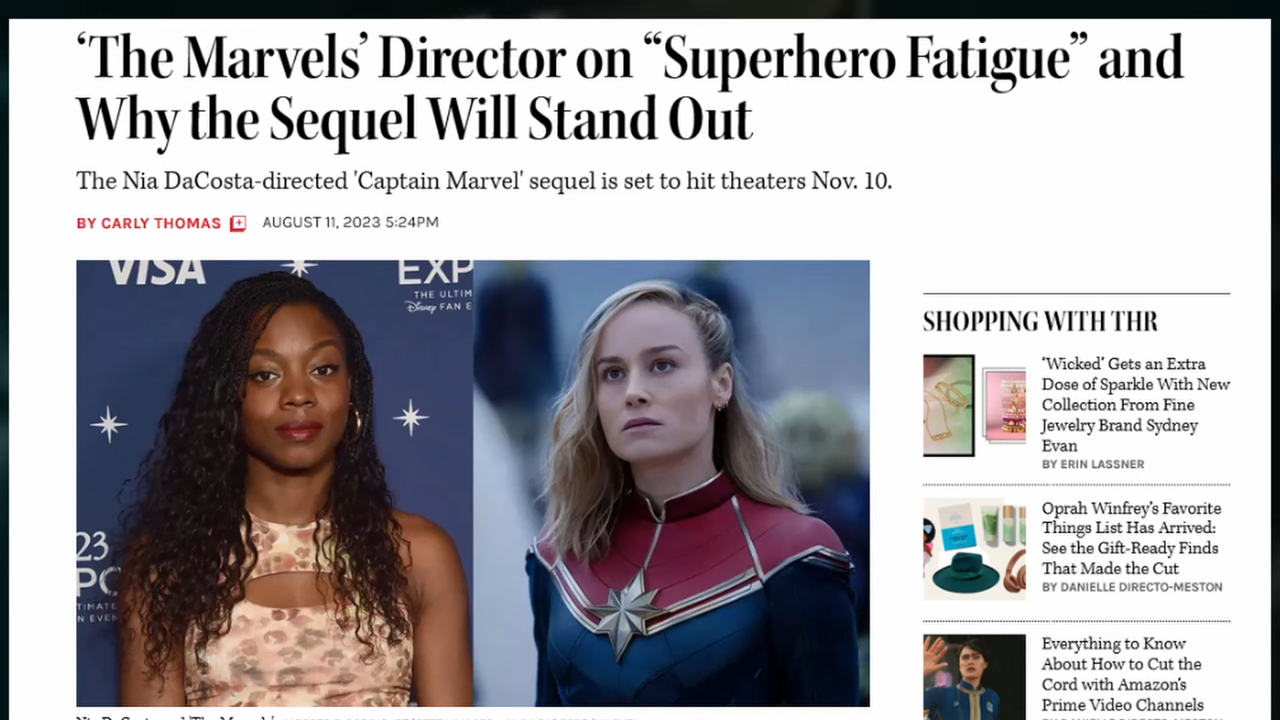 ‘The Marvels’ Director on “Superhero Fatigue” and
Why the Sequel Will Stand Out
The Nia DaCosta-directed 'Captain Marvel' sequel is set to hit theaters Nov. 10.
BY CARLY THOMAS
AUGUST 11, 2023 5:24PM
VISA
EXP
THE ULTIM
Disney FAN E
23
PO
TIMATE
N EVEN
SHOPPING WITH THR
‘Wicked’ Gets an Extra
Dose of Sparkle With New
Collection From Fine
Jewelry Brand Sydney
Evan
BY ERIN LASSNER
Oprah Winfrey’s Favorite
Things List Has Arrived:
See the Gift-Ready Finds
That Made the Cut
BY DANIELLE DIRECTO-MESTON
Everything to Know
About How to Cut the
Cord with Amazon’s
Prime Video Channels